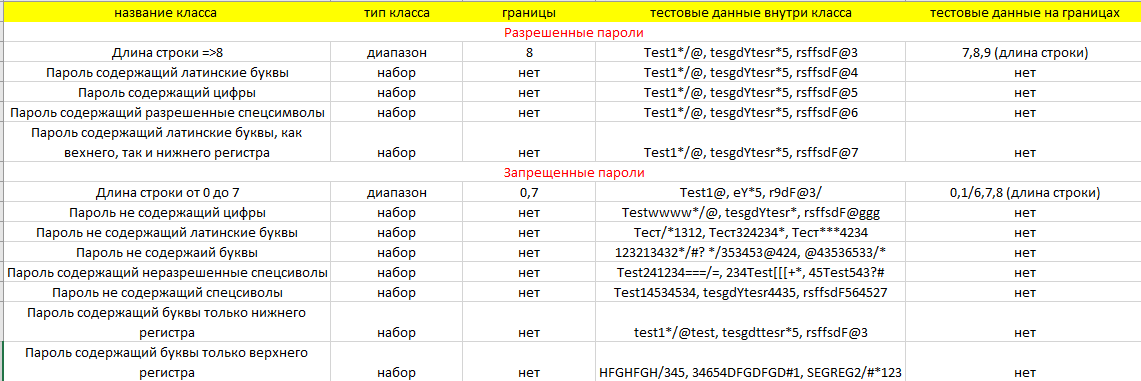 название класса тип класса границы тестовые данные внутри класса тестовые данные на границах
Разрешенные пароли
Длина строки =>8 диапазон 8 Test1*/@, tesgdYtesr*5, rsffsdF@3 7,8,9 (длина строки)
Пароль содержащий латинские буквы набор нет Test1*/@, tesgdYtesr*5, rsffsdF@4 нет
Пароль содержащий цифры набор нет Test1*/@, tesgdYtesr*5, rsffsdF@5 нет
Пароль содержащий разрешенные спецсимволы набор нет Test1*/@, tesgdYtesr*5, rsffsdF@6 нет
Пароль содержащий латинские буквы, как
вехнего, так и нижнего регистра набор нет Test1*/@, tesgdYtesr*5, rsffsdF@7 нет
Запрещенные пароли
Длина строки от 0 до 7 диапазон 0,7 Test1@, eY*5, r9dF@3/ 0,1/6,7,8 (длина строки)
Пароль не содержащий цифры набор нет Testwwww*/@, tesgdYtesr*, rsffsdF@ggg нет
Пароль не содержащий латинские буквы набор нет Тест/*1312, Тест324234*, Тест***4234 нет
Пароль не содержаий буквы набор нет 123213432*/#? */353453@424, @43536533/* нет
Пароль содержащий неразрешенные спецсиволы набор нет Test241234===/=, 234Test[[[+*, 45Test543?# нет
Пароль не содержащий спецсиволы набор нет Test14534534, tesgdYtesr4435, rsffsdF564527 нет
Пароль содержащий буквы только нижнего
регистра набор нет test1*/@test, tesgdttesr*5, rsffsdF@3 нет
Пароль содержащий буквы только верхнего
регистра набор нет HFGHFGH/345, 34654DFGDFGD#1, SEGREG2/#*123 нет